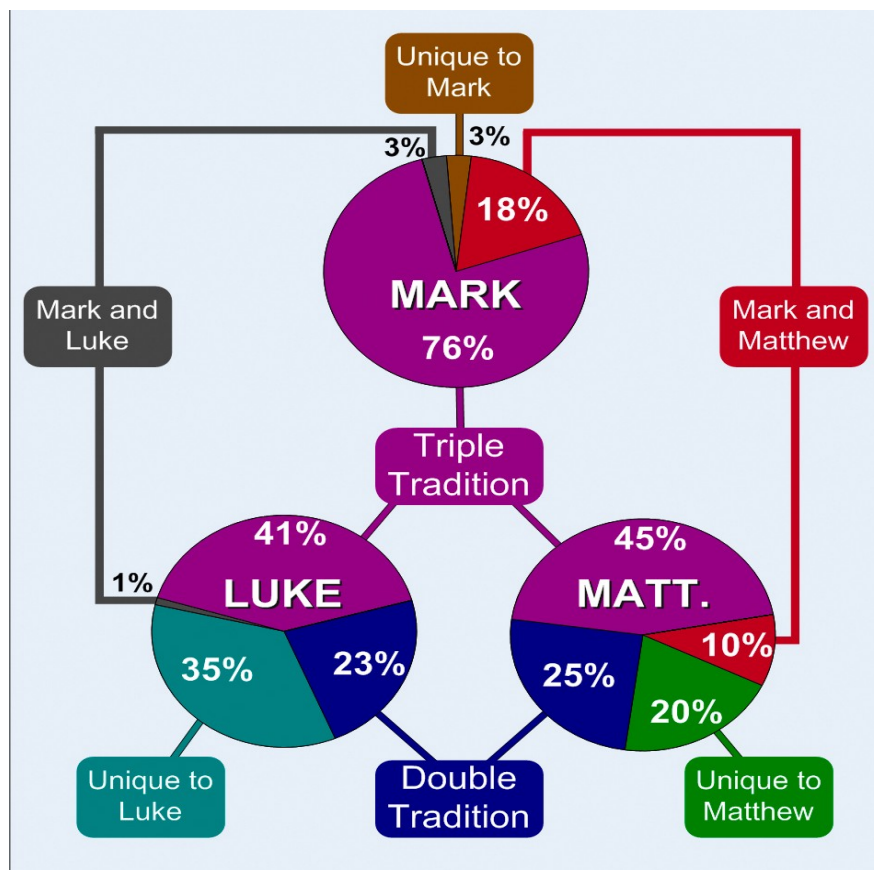 Unique to
Mark
3%
3%
18%
MARK
76%
Mark and
Luke
Mark and
Matthew
Triple
Tradition
41%
LUKE
1%
35%
23%
45%
MATT.
10%
25%
20%
Unique to
Luke
Double
Tradition
Unique to
Matthew